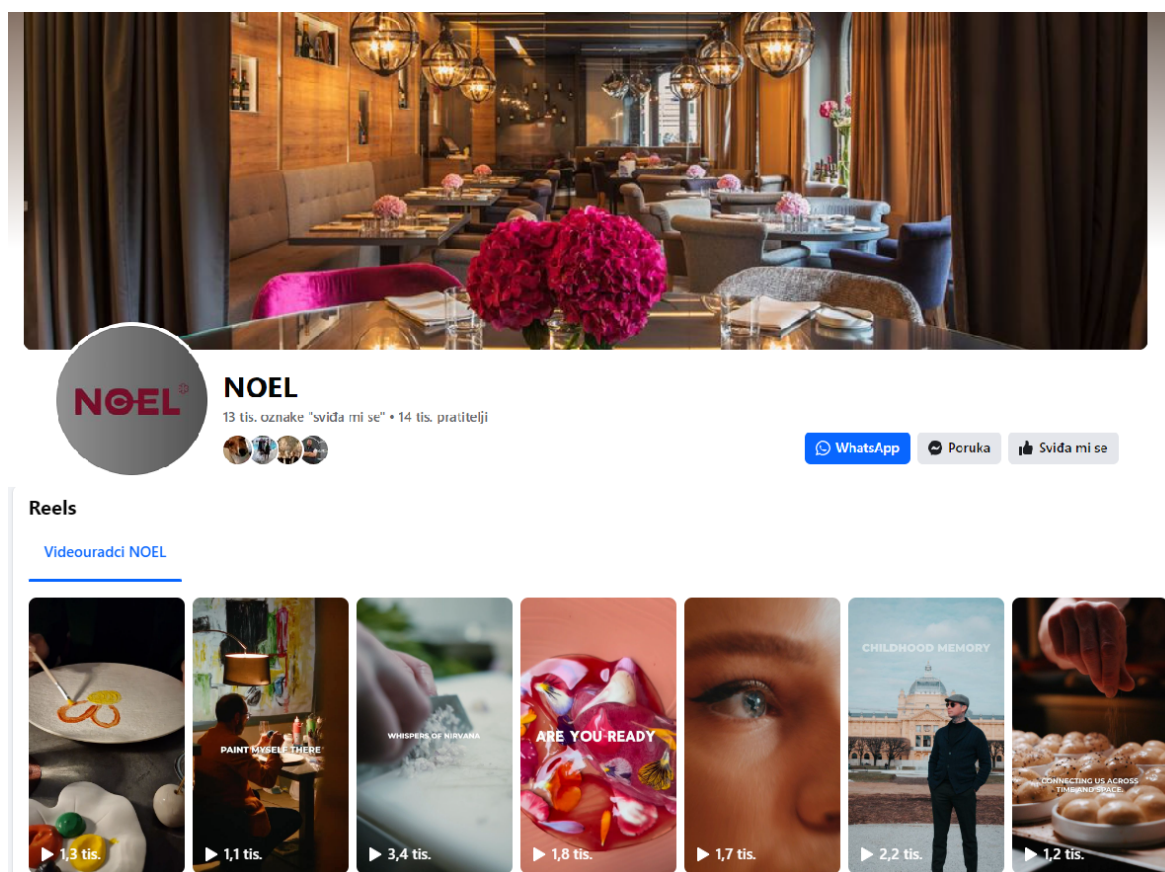 NOEL
NOEL
13 tis. oznake "sviđa mi se" • 14 tis. pratitelji
WhatsApp
Poruka
Sviđa mi se
Reels
Videouradci NOEL
PAINT MYSELF THERE
WHISPERS OF NIRVANA
ARE YOU READY
CHILDHOOD MEMORY
CONNECTING US ACROSS
TIME AND SPACE.
1,3 tis.
1,1 tis.
3,4 tis.
1,8 tis.
1,7 tis.
2,2 tis.
1,2 tis.